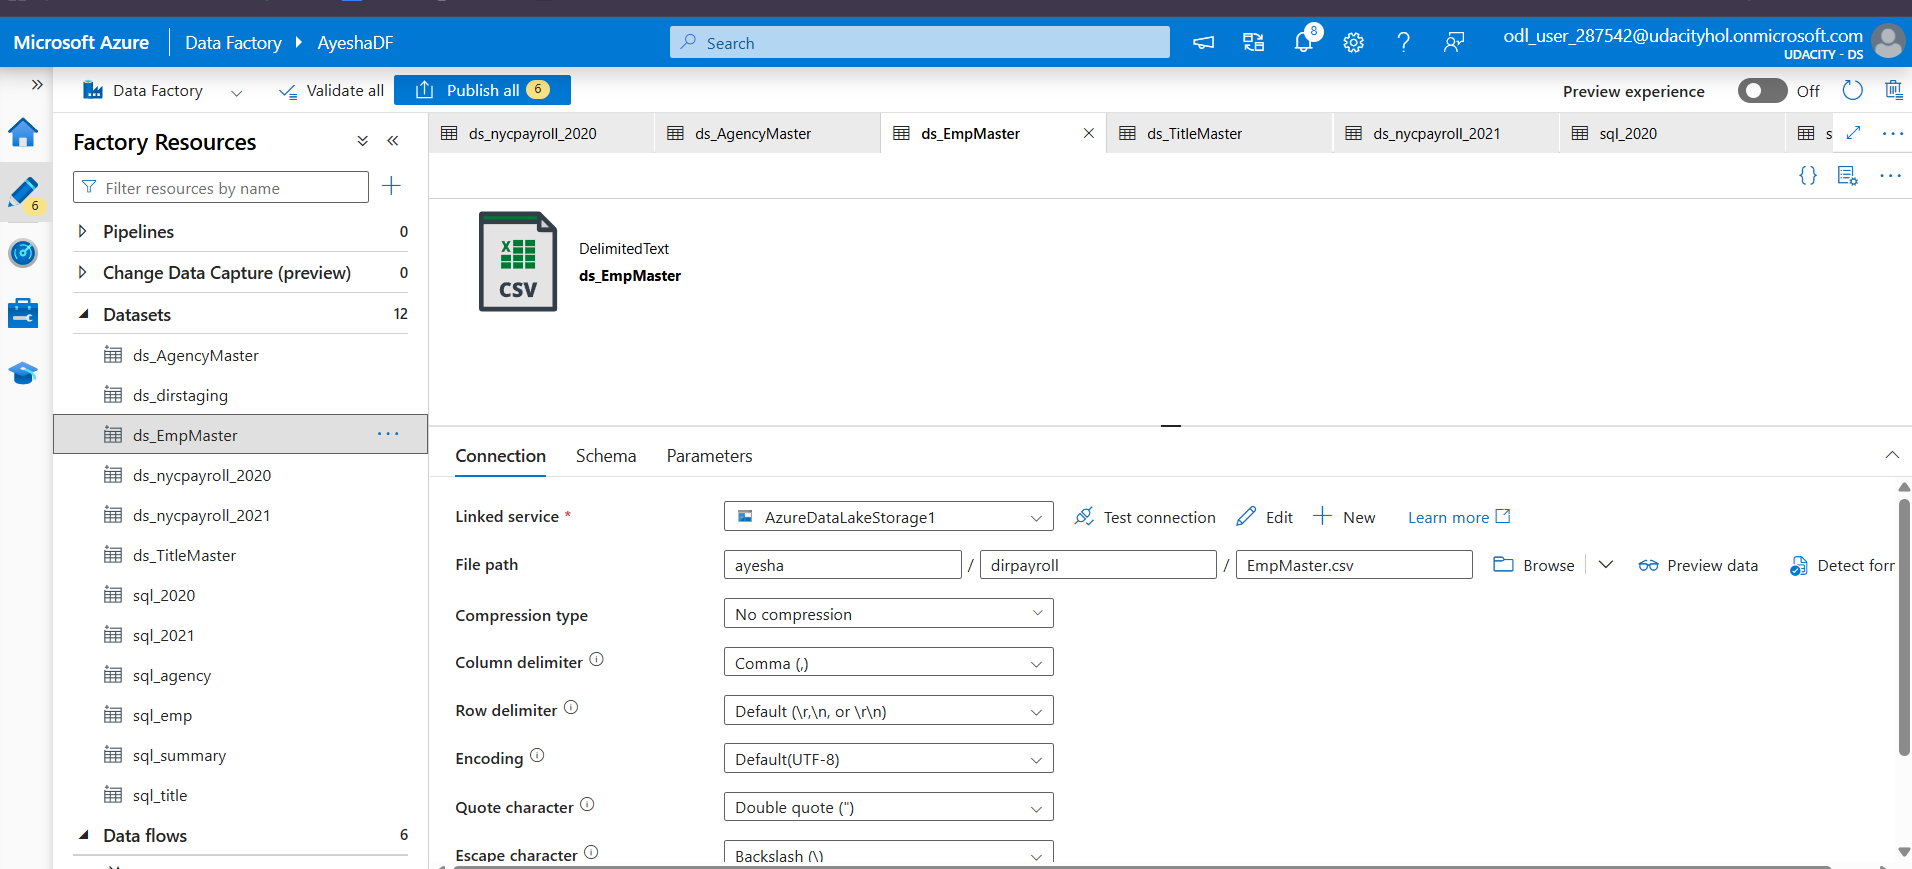 Microsoft Azure
Data Factory
AyeshaDF
Search
8
odl_user_287542@udacityhol.onmicrosoft.com
UDACITY - DS
Data Factory
Validate all
Publish all 6
Preview experience
Off
6
Factory Resources
Filter resources by name
Pipelines 0
Change Data Capture (preview) 0
Datasets 12
ds_AgencyMaster
ds_dirstaging
ds_EmpMaster
ds_nycpayroll_2020
ds_nycpayroll_2021
ds_TitleMaster
sql_2020
sql_2021
sql_agency
sql_emp
sql_summary
sql_title
Data flows 6
ds_nycpayroll_2020
ds_AgencyMaster
ds_EmpMaster
ds_TitleMaster
ds_nycpayroll_2021
sql_2020
s
{}
X
CSV
DelimitedText
ds_EmpMaster
Connection
Schema
Parameters
Linked service *
AzureDataLakeStorage1
Test connection
Edit
New
Learn more
File path
ayesha / dirpayroll / EmpMaster.csv
Browse
Preview data
Detect forr
Compression type
No compression
Column delimiter
Comma (,)
Row delimiter
Default (\r,\n, or \r\n)
Encoding
Default(UTF-8)
Quote character
Double quote (")
Escape character
Backslash (\)